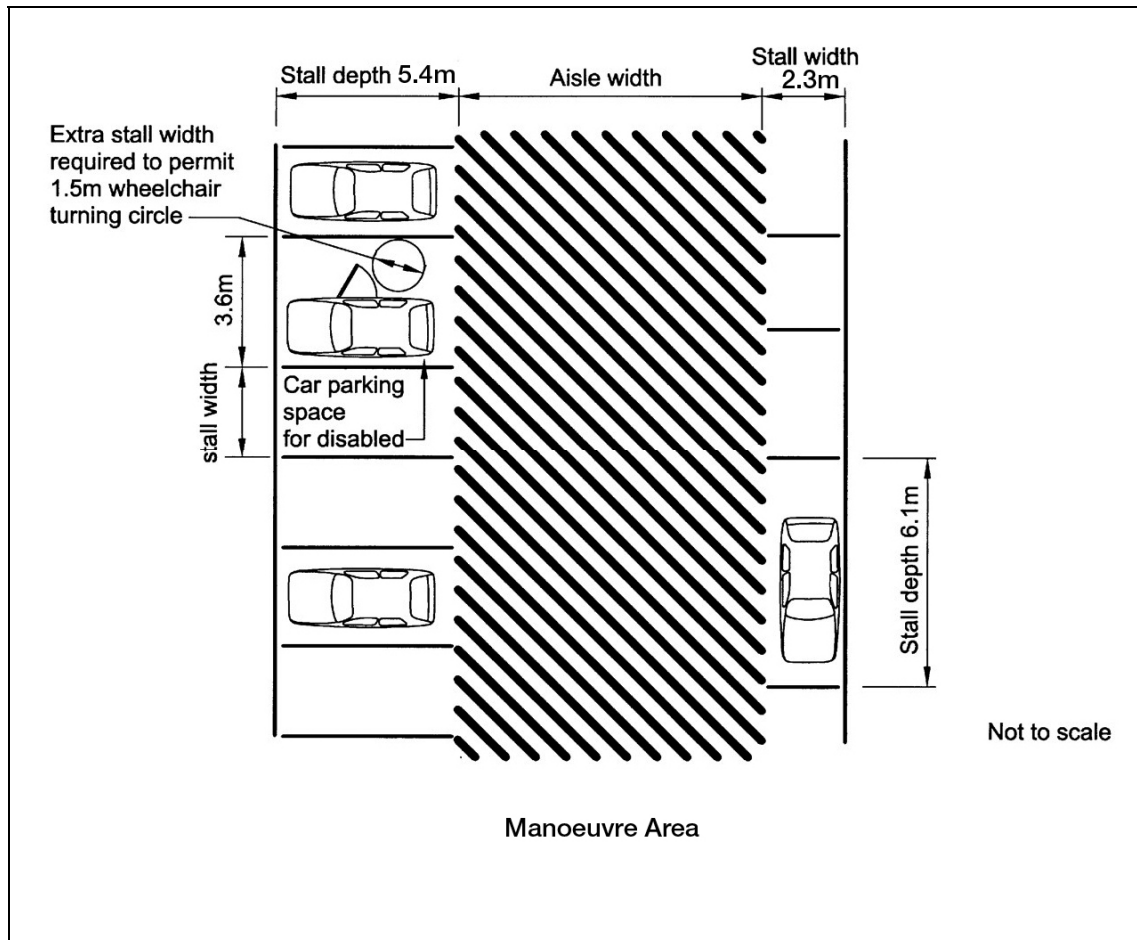 Stall depth 5.4m
Aisle width
Stall width
2.3m
Extra stall width
required to permit
1.5m wheelchair
turning circle
3.6m
stall width
Car parking
space
for disabled
Stall depth 6.1m
Not to scale
Manoeuvre Area